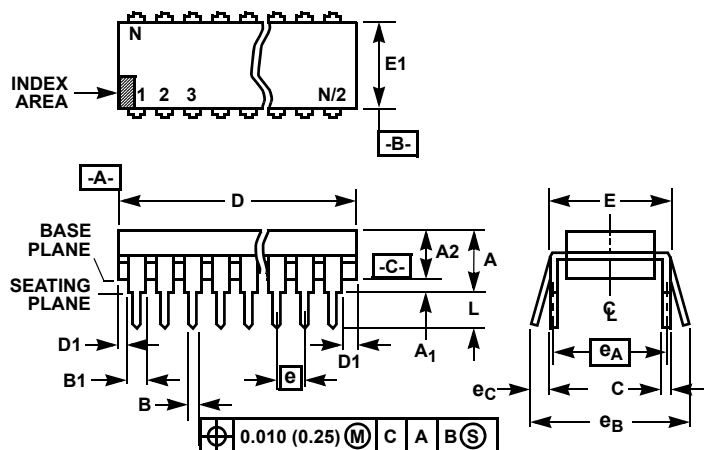 N
E1
INDEX
AREA
1 2 3 N/2
-B-
-A-
D
E
BASE
PLANE
A2
A
-C-
SEATING
PLANE
L
C
L
D1
A1
D1
eA
B1
e
eC
C
B
eB
0.010 (0.25) M C A B S